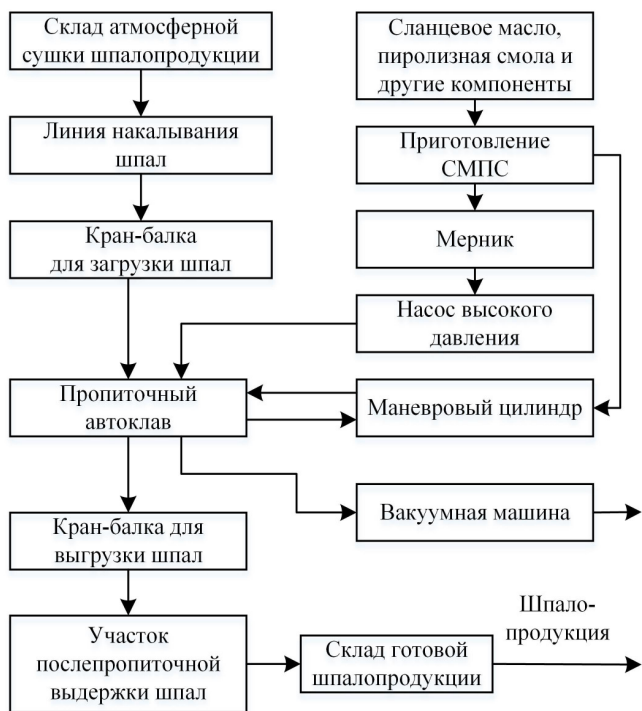 Склад атмосферной
сушки шпалопродукции
Сланцевое масло,
пиролизная смола и
другие компоненты
Линия накалывания
шпал
Приготовление
СМПС
Кран-балка
для загрузки шпал
Мерник
Насос высокого
давления
Пропиточный
автоклав
Маневровый цилиндр
Кран-балка для
выгрузки шпал
Вакуумная машина
Участок
послепропиточной
выдержки шпал
Склад готовой
шпалопродукции
Шпало-
продукция